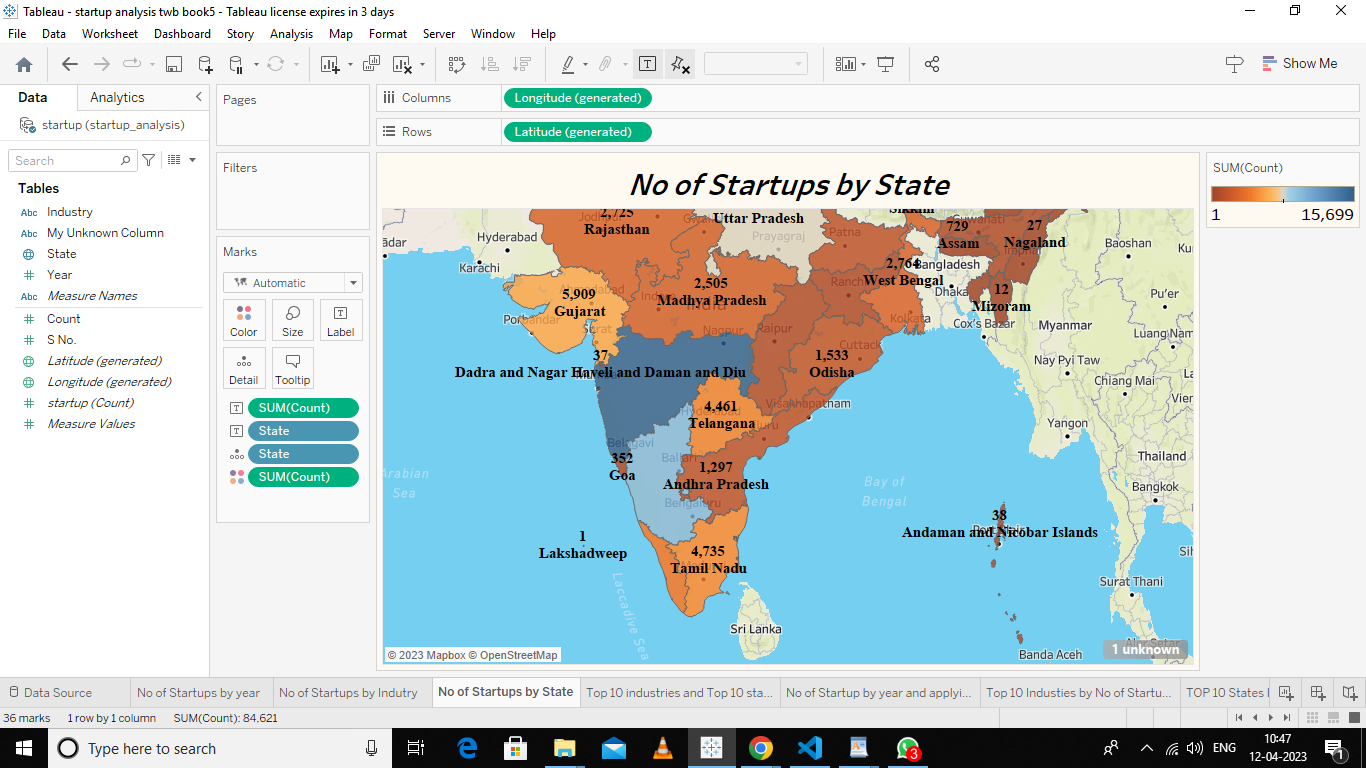 Tableau - startup analysis twb book5 - Tableau license expires in 3 days
File Data Worksheet Dashboard Story Analysis Map Format Server Window Help
Show Me
Data Analytics
startup (startup_analysis)
Search
Tables
Abc Industry
Abc My Unknown Column
State
Year
Abc Measure Names
Count
S No.
Latitude (generated)
Longitude (generated)
startup (Count)
Measure Values
Pages
Filters
Marks
Automatic
Color Size Label
Detail Tooltip
SUM(Count)
State
State
SUM(Count)
Columns Longitude (generated)
Rows Latitude (generated)
No of Startups by State
SUM(Count)
1 15,699
2,725
Rajasthan
Uttar Pradesh
Sikkim
Guwahati
729
Assam
27
Nagaland
Prayagraj
Patna
Hyderabad
Karachi
Baoshan
2,764
West Bengal
Bangladesh
Ranchi
Dhaka
2,505
Madhya Pradesh
India
5,909
Gujarat
12
Mizoram
Pu'er
Kolkata
Cox's Bazar
Myanmar
Nagpur
Raipur
Surat
Luang Nam
Cuttack
37
Dadra and Nagar Haveli and Daman and Diu
1,533
Odisha
Nay Pyi Taw
Chiang Mai
4,461
Telangana
Visakhapatnam
Yangon
Belagavi
352
Goa
1,297
Andhra Pradesh
Thailand
Arabian
Sea
Bay of
Bengal
Bangkok
Bengaluru
38
Andaman and Nicobar Islands
1
Lakshadweep
4,735
Tamil Nadu
Surat Thani
Laccadive Sea
Sri Lanka
Alor Setar
1 unknown
Banda Aceh
© 2023 Mapbox © OpenStreetMap
Data Source No of Startups by year No of Startups by Indutry No of Startups by State Top 10 industries and Top 10 sta... No of Startup by year and applyi... Top 10 Industies by No of Startu... TOP 10 States
36 marks 1 row by 1 column SUM(Count): 84,621
Type here to search
ENG
10:47
12-04-2023
3
1